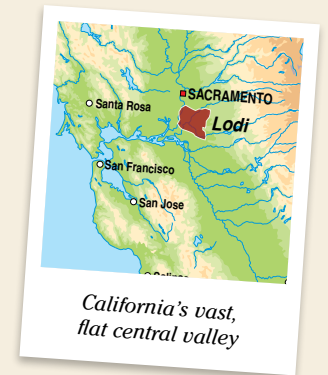 SACRAMENTO
Santa Rosa
Lodi
San Francisco
San Jose
California's vast,
flat central valley